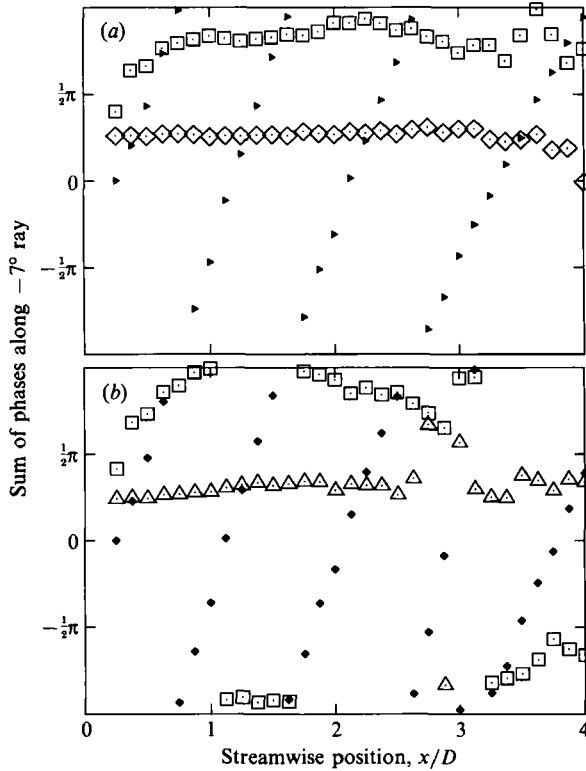 (a)
½π
0
−½π
(b)
½π
0
−½π
Sum of phases along −7° ray
0 1 2 3 4
Streamwise position, x/D